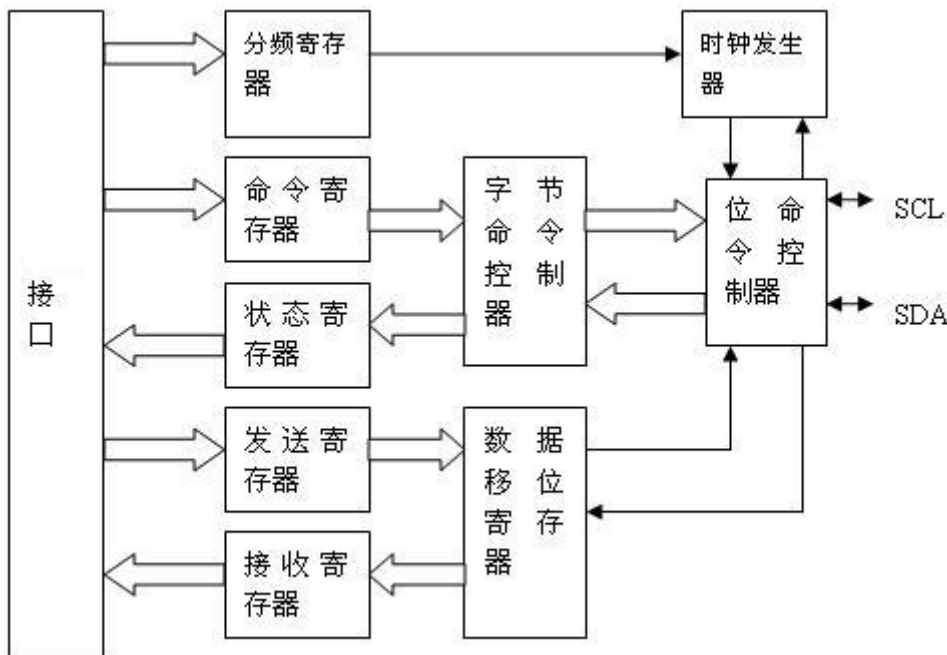 接
口
分频寄存
器
时钟发生
器
命令寄
存器
字节
命令
控制
器
位命
令控
制器
SCL
SDA
状态寄
存器
发送寄
存器
数据
移位
寄存
器
接收寄
存器